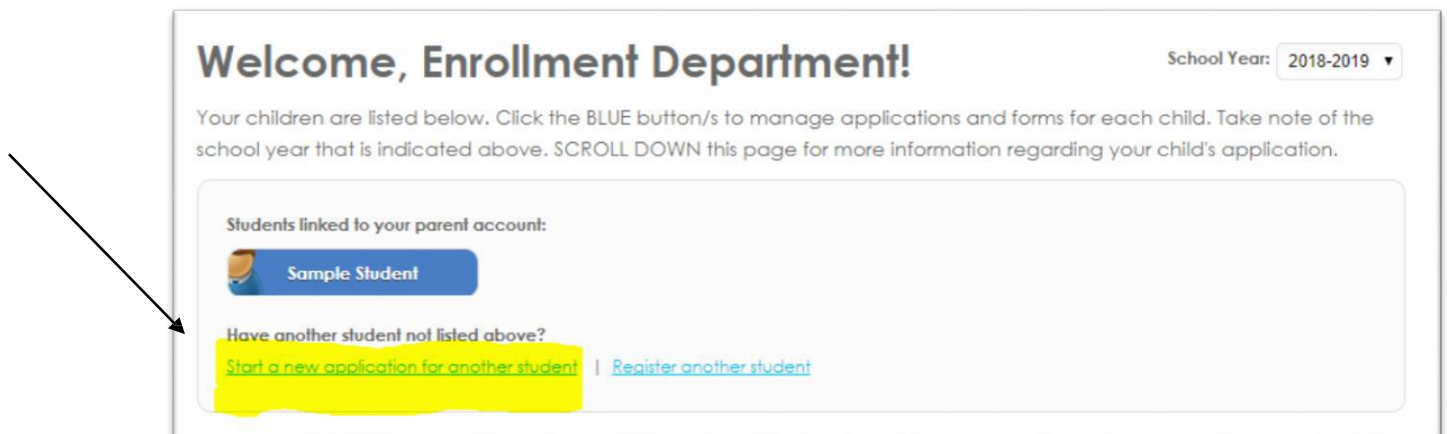 Welcome, Enrollment Department!
School Year: 2018-2019
Your children are listed below. Click the BLUE button/s to manage applications and forms for each child. Take note of the
school year that is indicated above. SCROLL DOWN this page for more information regarding your child's application.
Students linked to your parent account:
Sample Student
Have another student not listed above?
Start a new application for another student | Register another student